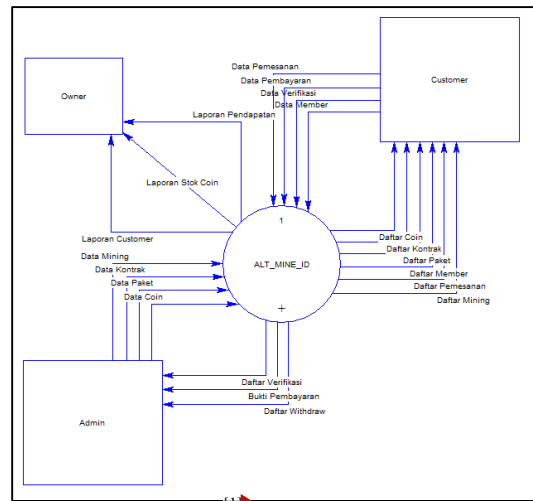 Data Pemesanan
Customer
Data Pembayaran
Data Verifikasi
Data Member
Owner
Laporan Pendapatan
Laporan Stok Coin
1
Laporan Customer
Daftar Coin
Daftar Kontrak
Data Mining
Daftar Paket
ALT_MINE_ID
Data Kontrak
Daftar Member
Data Paket
Daftar Pemesanan
Data Coin
Daftar Mining
+
Daftar Verifikasi
Bukti Pembayaran
Daftar Withdraw
Admin